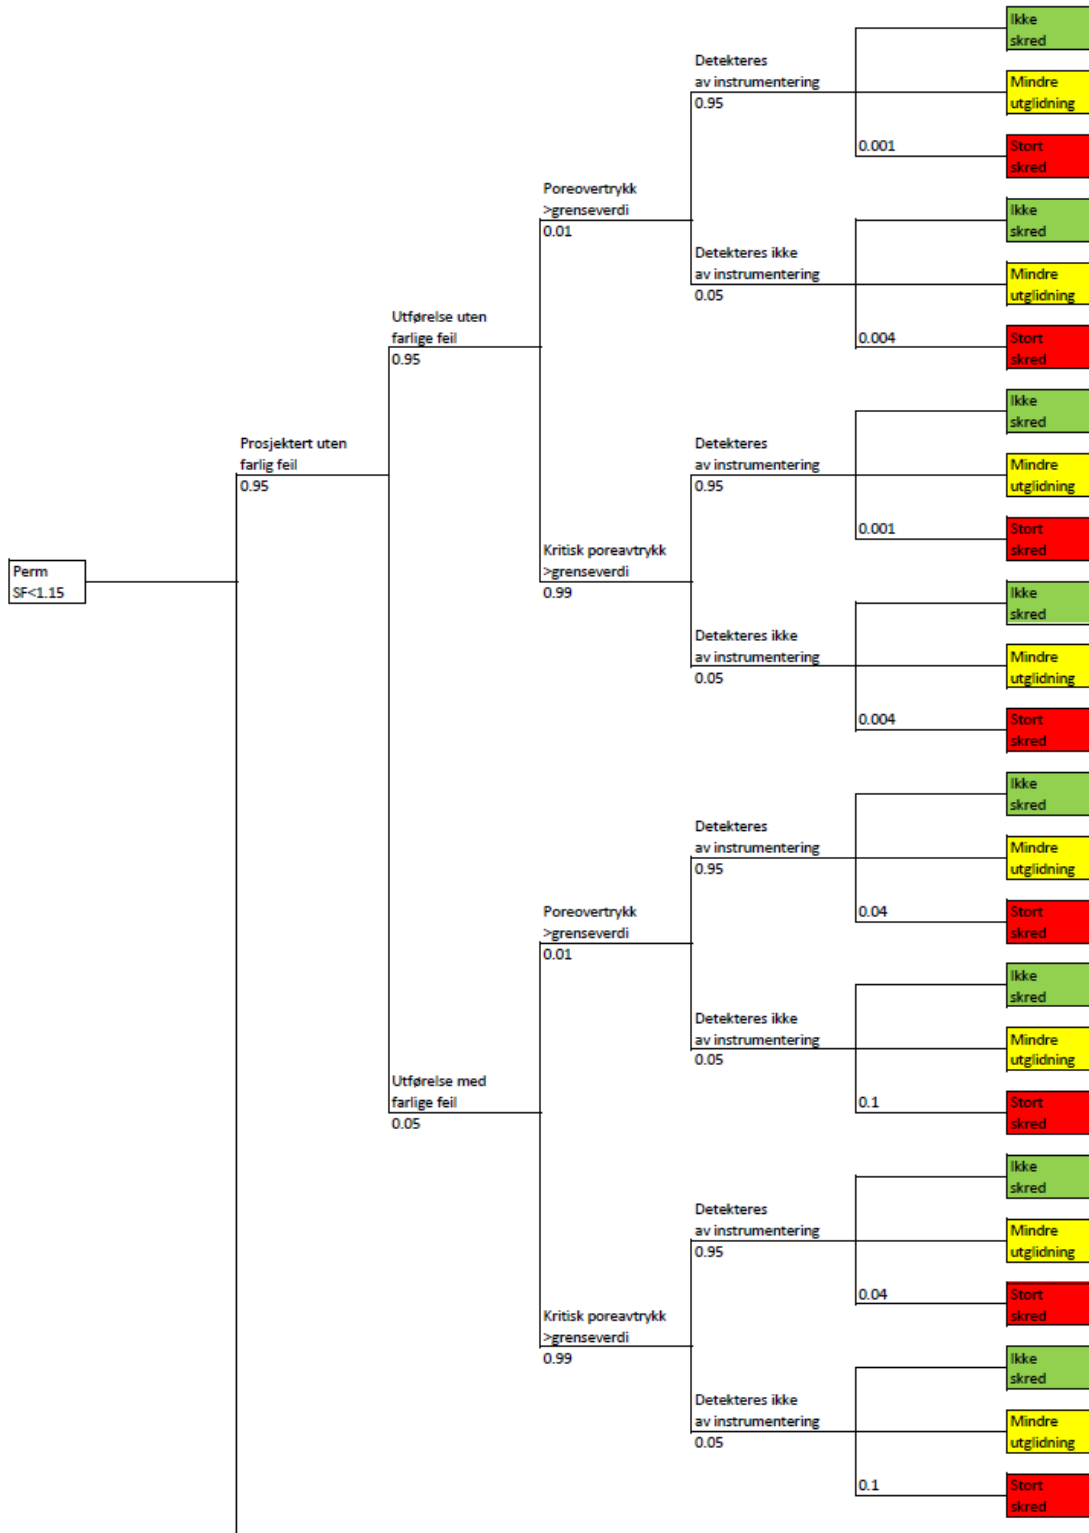 Ikke
skred
Detekteres
av instrumentering
0.95
Mindre
utglidning
0.001
Stort
skred
Poreovertrykk
>grenseverdi
0.01
Ikke
skred
Detekteres ikke
av instrumentering
0.05
Mindre
utglidning
Utførelse uten
farlige feil
0.95
0.004
Stort
skred
Ikke
skred
Prosjektert uten
farlig feil
0.95
Detekteres
av instrumentering
0.95
Mindre
utglidning
0.001
Stort
skred
Perm
SF<1.15
Kritisk poreavtrykk
>grenseverdi
0.99
Ikke
skred
Detekteres ikke
av instrumentering
0.05
Mindre
utglidning
0.004
Stort
skred
Ikke
skred
Detekteres
av instrumentering
0.95
Mindre
utglidning
0.04
Stort
skred
Poreovertrykk
>grenseverdi
0.01
Ikke
skred
Detekteres ikke
av instrumentering
0.05
Mindre
utglidning
Utførelse med
farlige feil
0.05
0.1
Stort
skred
Ikke
skred
Detekteres
av instrumentering
0.95
Mindre
utglidning
0.04
Stort
skred
Kritisk poreavtrykk
>grenseverdi
0.99
Ikke
skred
Detekteres ikke
av instrumentering
0.05
Mindre
utglidning
0.1
Stort
skred